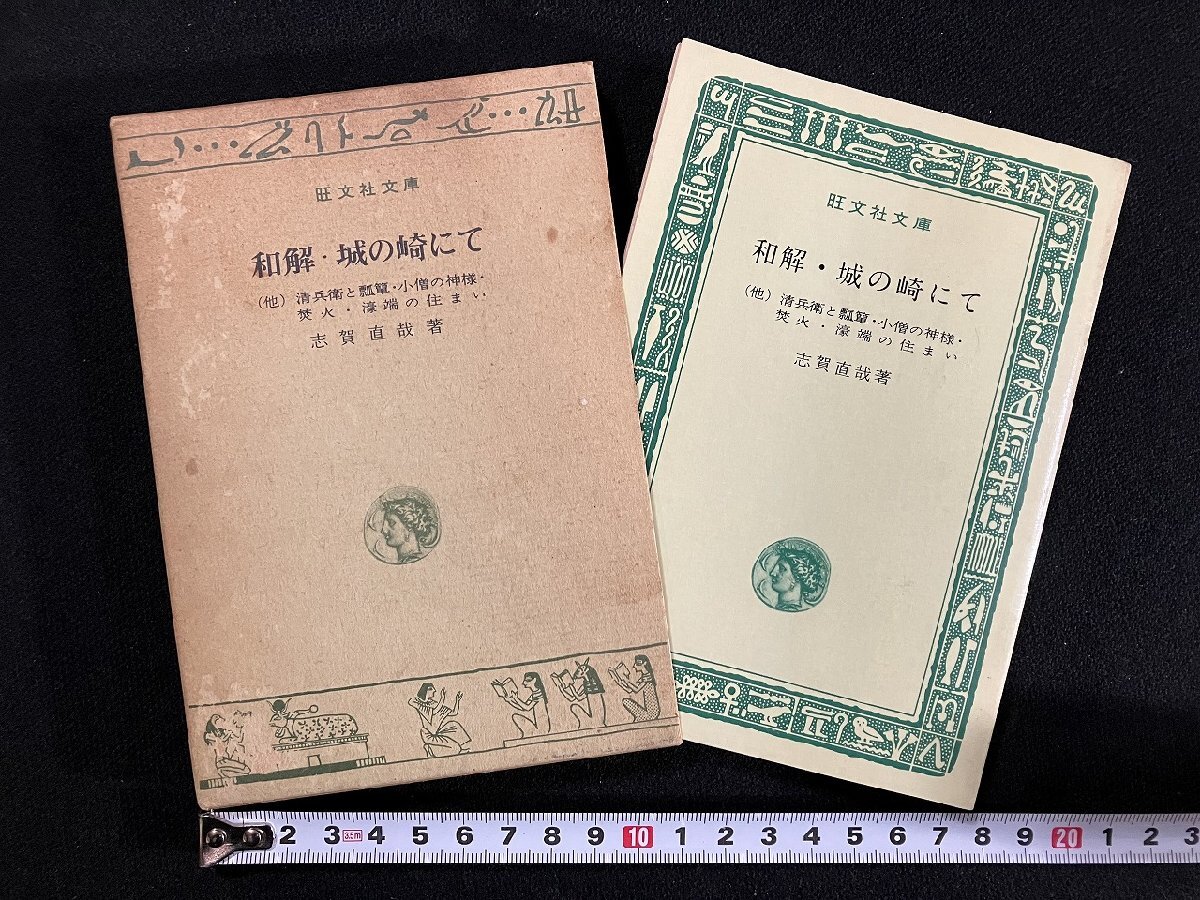 旺文社文庫
和解・城の崎にて
(他) 清兵衛と瓢簞・小僧の神様・
焚火・濠端の住まい
志賀直哉著
旺文社文庫
和解・城の崎にて
(他) 清兵衛と瓢簞・小僧の神様・
焚火・濠端の住まい
志賀直哉著
2 3 3.5m 4 5 6 7 8 9 10 1 2 3 4 5 6 7 8 9 20 1 2 3